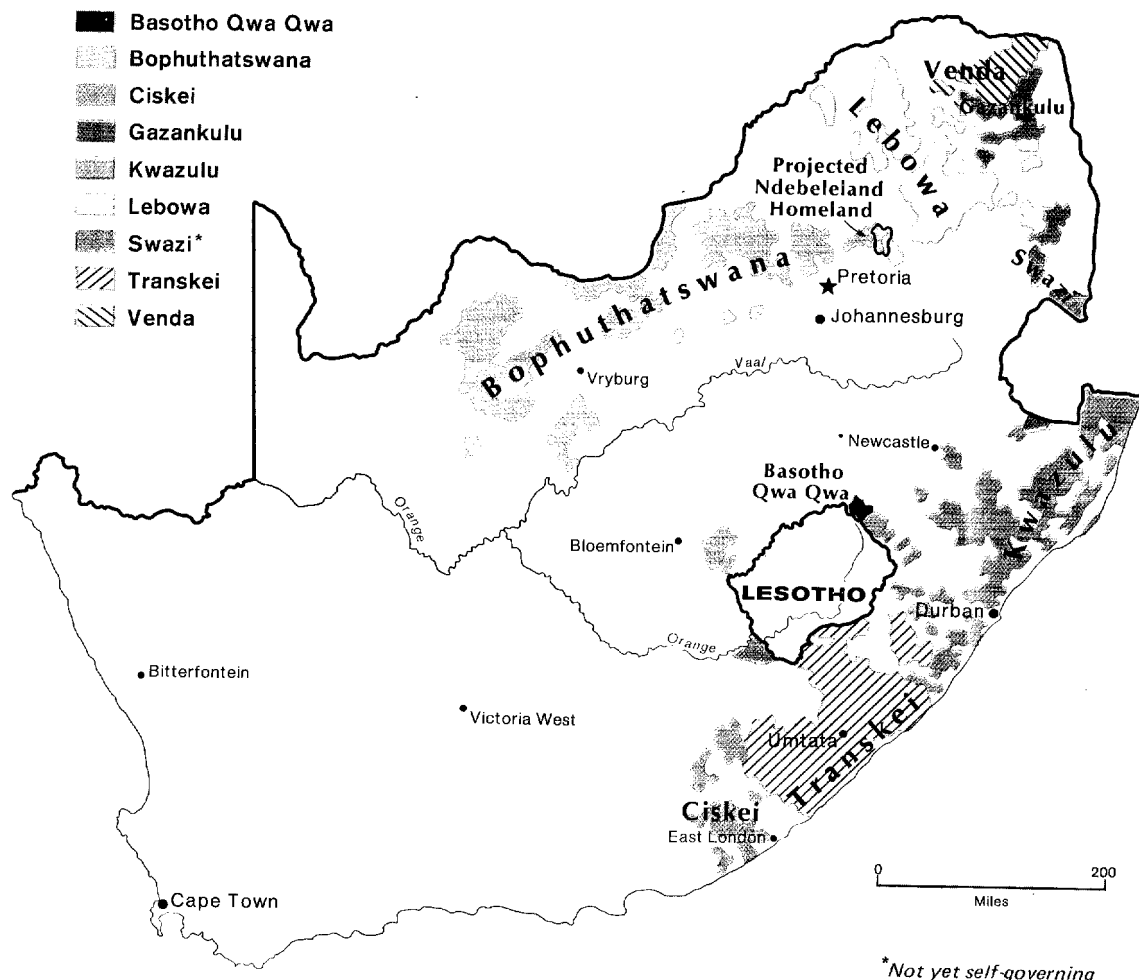 Basotho Qwa Qwa
Bophuthatswana
Ciskei
Gazankulu
Kwazulu
Lebowa
Swazi*
Transkei
Venda
Venda
Gazankulu
Lebowa
Projected
Ndebeleland
Homeland
Swazi
Pretoria
Johannesburg
Bophuthatswana
Vryburg
Vaal
Newcastle
Kwazulu
Basotho
Qwa Qwa
Orange
Bloemfontein
LESOTHO
Durban
Orange
Bitterfontein
Victoria West
Umtata
Transkei
Ciskei
East London
0 200
Miles
Cape Town
*Not yet self-governing